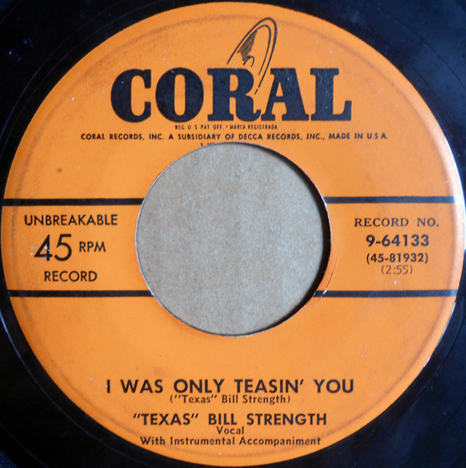 CORAL
REG. U S PAT. OFF. • MARCA REGISTRADA
CORAL RECORDS, INC. A SUBSIDIARY OF DECCA RECORDS, INC., MADE IN U.S.A.
UNBREAKABLE
45 RPM
RECORD
RECORD NO.
9-64133
(45-81932)
(2:55)
I WAS ONLY TEASIN' YOU
("Texas" Bill Strength)
"TEXAS" BILL STRENGTH
Vocal
With Instrumental Accompaniment